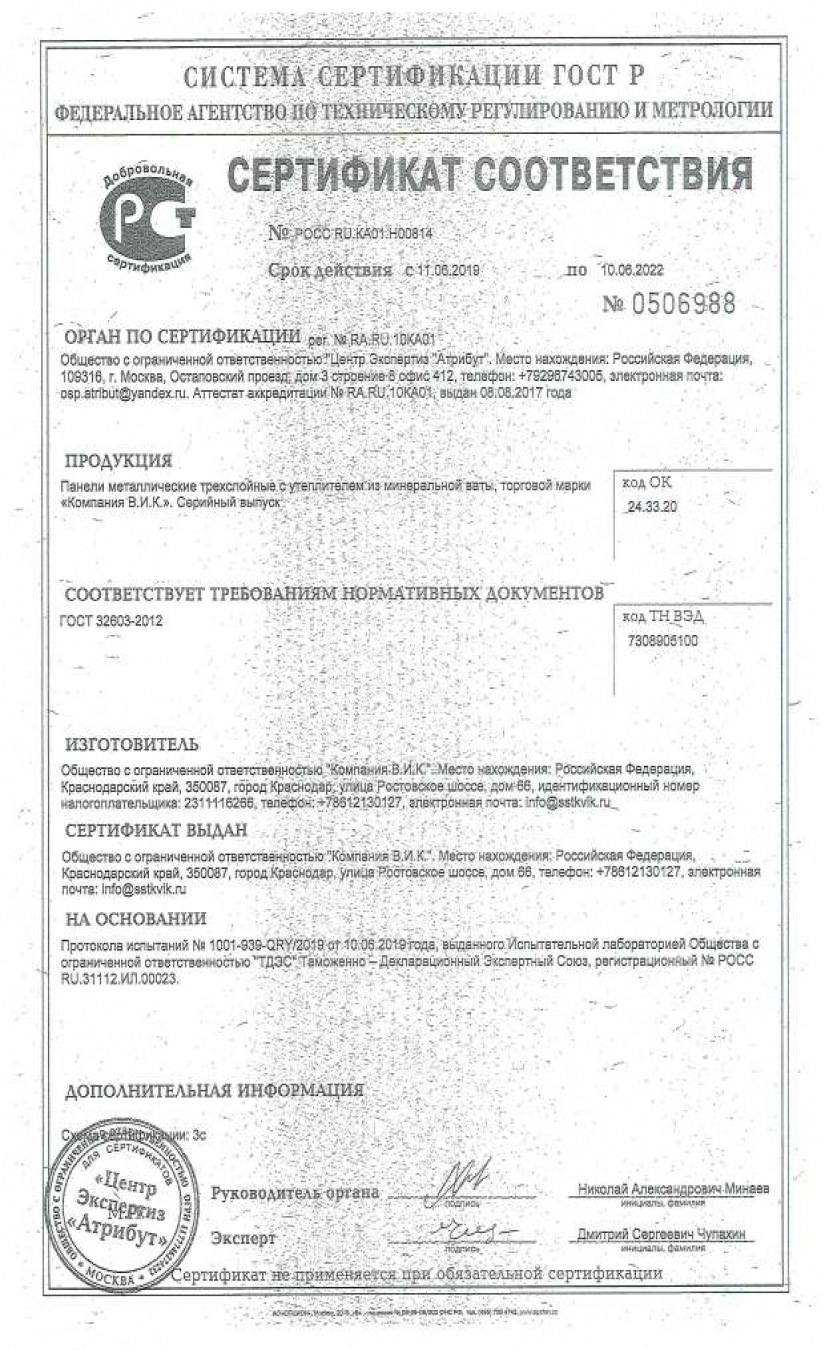 СИСТЕМА СЕРТИФИКАЦИИ ГОСТ Р
ФЕДЕРАЛЬНОЕ АГЕНТСТВО ПО ТЕХНИЧЕСКОМУ РЕГУЛИРОВАНИЮ И МЕТРОЛОГИИ
Добровольная
РСТ
сертификация
СЕРТИФИКАТ СООТВЕТСТВИЯ
№ РОСС RU.КА01.Н00814
Срок действия с 11.06.2019 по 10.06.2022
№ 0506988
ОРГАН ПО СЕРТИФИКАЦИИ рег. № RA.RU.10КА01
Общество с ограниченной ответственностью "Центр Экспертиз "Атрибут". Место нахождения: Российская Федерация,
109316, г. Москва, Остаповский проезд, дом 3 строение 6 офис 412, телефон: +79296743005, электронная почта:
osp.atribut@yandex.ru. Аттестат аккредитации № RA.RU.10КА01, выдан 08.08.2017 года
ПРОДУКЦИЯ
Панели металлические трехслойные с утеплителем из минеральной ваты, торговой марки
«Компания В.И.К.». Серийный выпуск
код ОК
24.33.20
СООТВЕТСТВУЕТ ТРЕБОВАНИЯМ НОРМАТИВНЫХ ДОКУМЕНТОВ
ГОСТ 32603-2012
код ТН ВЭД
7308905100
ИЗГОТОВИТЕЛЬ
Общество с ограниченной ответственностью "Компания В.И.К.". Место нахождения: Российская Федерация,
Краснодарский край, 350087, город Краснодар, улица Ростовское шоссе, дом 66, идентификационный номер
налогоплательщика: 2311116266, телефон: +78612130127, электронная почта: info@sstkvik.ru
СЕРТИФИКАТ ВЫДАН
Общество с ограниченной ответственностью "Компания В.И.К.". Место нахождения: Российская Федерация,
Краснодарский край, 350087, город Краснодар, улица Ростовское шоссе, дом 66, телефон: +78612130127, электронная
почта: info@sstkvik.ru
НА ОСНОВАНИИ
Протокола испытаний № 1001-939-QRY/2019 от 10.06.2019 года, выданного Испытательной лабораторией Общества с
ограниченной ответственностью "ТДЭС" Таможенно – Декларационный Экспертный Союз, регистрационный № РОСС
RU.31112.ИЛ.00023.
ДОПОЛНИТЕЛЬНАЯ ИНФОРМАЦИЯ
Схема сертификации: 3с
ДЛЯ СЕРТИФИКАТОВ
«Центр
Экспертиз
М.П.
«Атрибут»
МОСКВА
Руководитель органа
подпись
Николай Александрович Минаев
инициалы, фамилия
Эксперт
подпись
Дмитрий Сергеевич Чупахин
инициалы, фамилия
Сертификат не применяется при обязательной сертификации